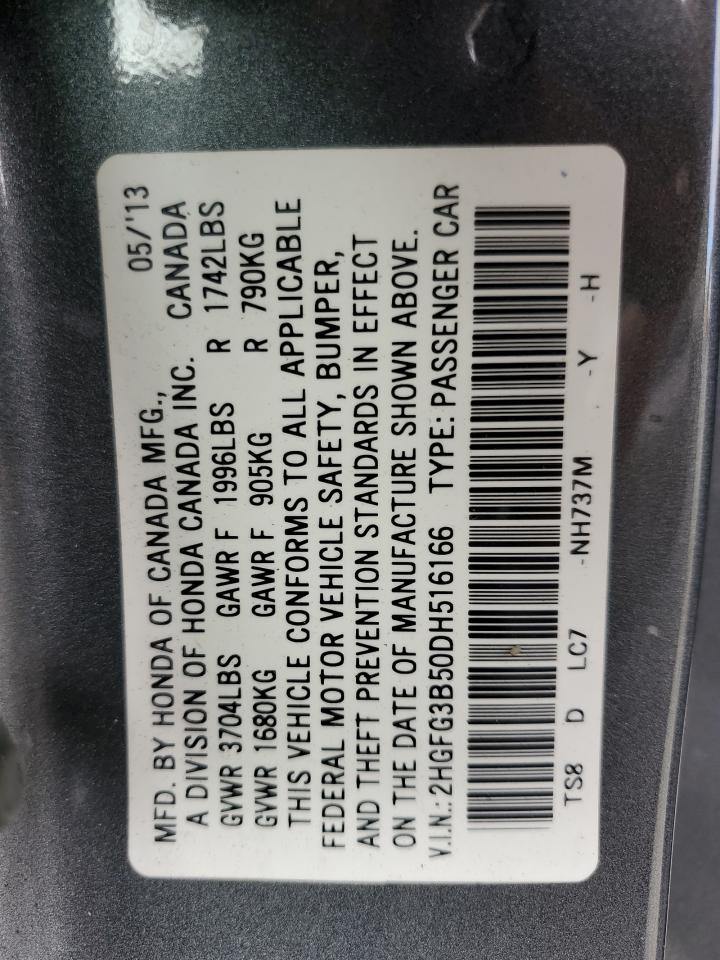 MFD. BY HONDA OF CANADA MFG., 05/'13
A DIVISION OF HONDA CANADA INC. CANADA
GVWR 3704LBS GAWR F 1996LBS R 1742LBS
GVWR 1680KG GAWR F 905KG R 790KG
THIS VEHICLE CONFORMS TO ALL APPLICABLE
FEDERAL MOTOR VEHICLE SAFETY, BUMPER,
AND THEFT PREVENTION STANDARDS IN EFFECT
ON THE DATE OF MANUFACTURE SHOWN ABOVE.
V.I.N.: 2HGFG3B50DH516166 TYPE: PASSENGER CAR
TS8 D LC7 -NH737M -Y -H